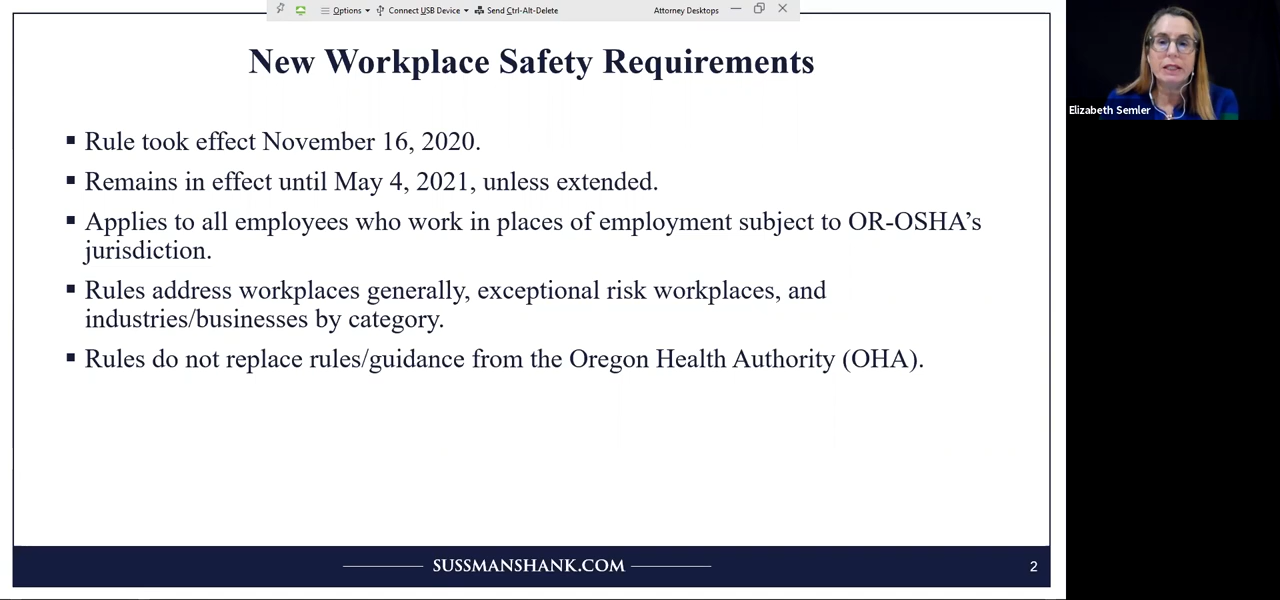 Options Connect USB Device Send Ctrl-Alt-Delete Attorney Desktops
New Workplace Safety Requirements
Elizabeth Semler
▪ Rule took effect November 16, 2020.
▪ Remains in effect until May 4, 2021, unless extended.
▪ Applies to all employees who work in places of employment subject to OR-OSHA’s
jurisdiction.
▪ Rules address workplaces generally, exceptional risk workplaces, and
industries/businesses by category.
▪ Rules do not replace rules/guidance from the Oregon Health Authority (OHA).
SUSSMANSHANK.COM
2